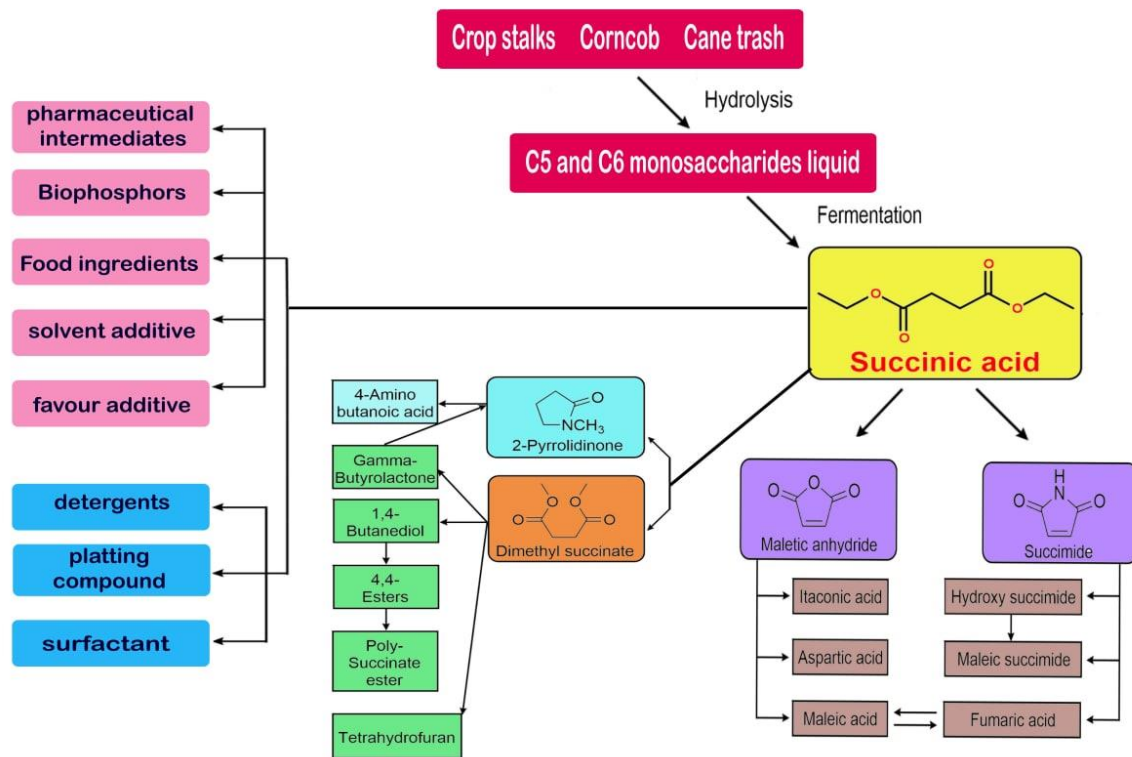 Crop stalks Corncob Cane trash
Hydrolysis
C5 and C6 monosaccharides liquid
Fermentation
O
O
O
O
Succinic acid
pharmaceutical
intermediates
Biophosphors
Food ingredients
solvent additive
favour additive
detergents
platting
compound
surfactant
4-Amino
butanoic acid
O
N
CH3
2-Pyrrolidinone
Gamma-
Butyrolactone
1,4-
Butanediol
4,4-
Esters
Poly-
Succinate
ester
Tetrahydrofuran
O
O
O
O
Dimethyl succinate
O
O
O
Maletic anhydride
H
N
O
O
Succimide
Itaconic acid
Aspartic acid
Maleic acid
Hydroxy succimide
Maleic succimide
Fumaric acid